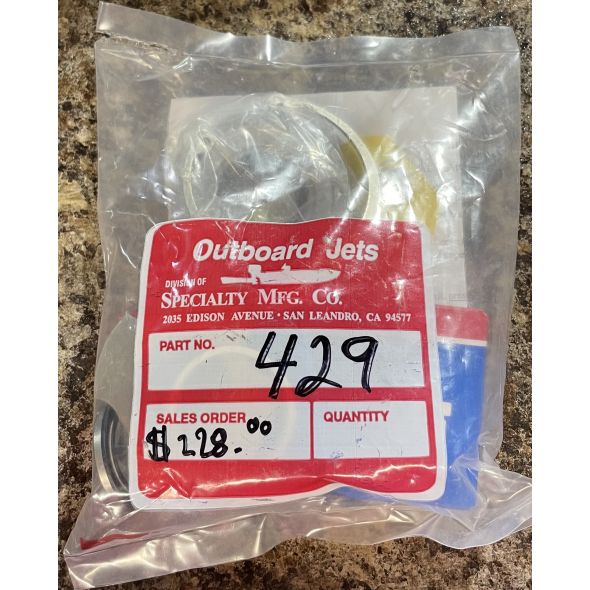 Outboard Jets
DIVISION OF
SPECIALTY MFG. CO.
2035 EDISON AVENUE • SAN LEANDRO, CA 94577
PART NO. 429
SALES ORDER QUANTITY
$228.00